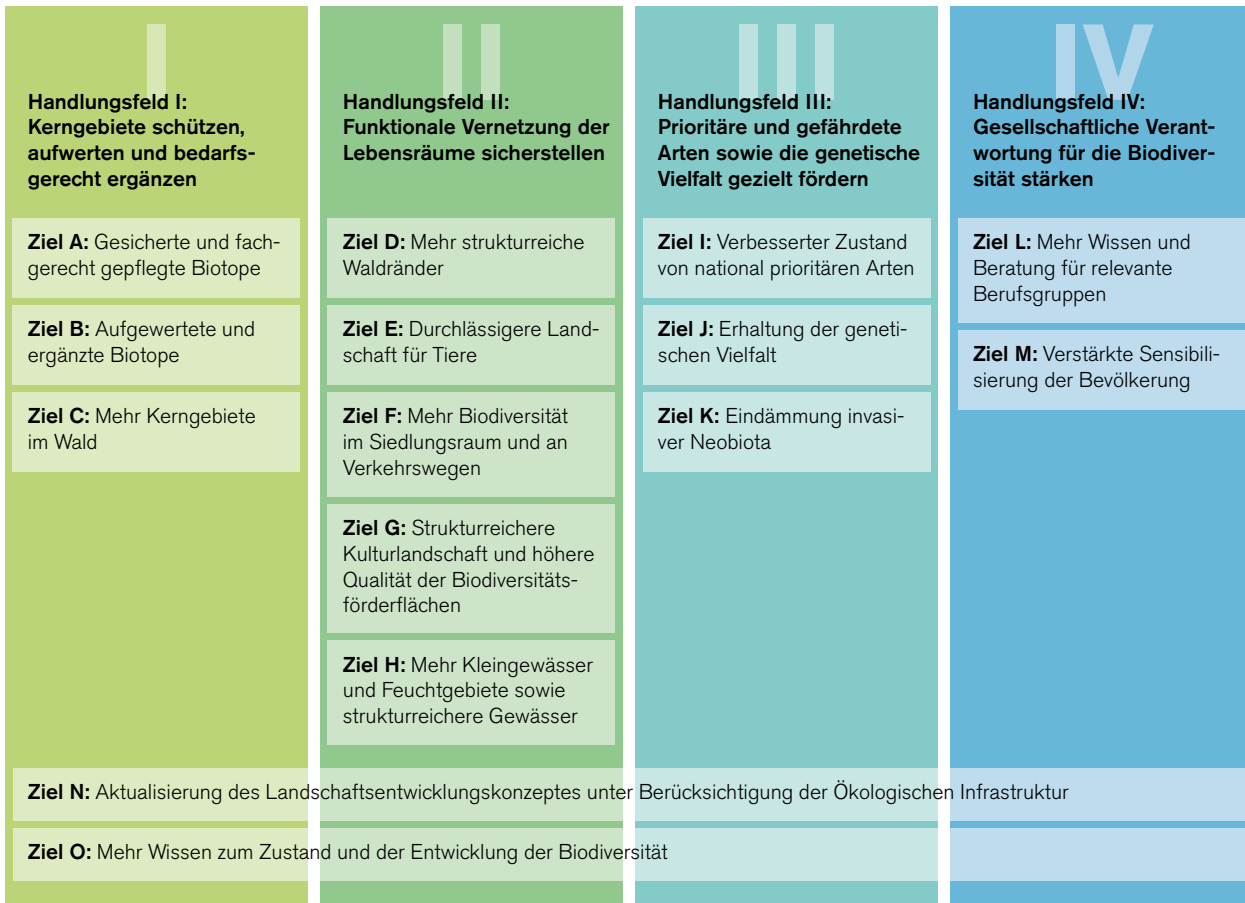 I
Handlungsfeld I:
Kerngebiete schützen,
aufwerten und bedarfs-
gerecht ergänzen
Ziel A: Gesicherte und fach-
gerecht gepflegte Biotope
Ziel B: Aufgewertete und
ergänzte Biotope
Ziel C: Mehr Kerngebiete
im Wald
II
Handlungsfeld II:
Funktionale Vernetzung der
Lebensräume sicherstellen
Ziel D: Mehr strukturreiche
Waldränder
Ziel E: Durchlässigere Land-
schaft für Tiere
Ziel F: Mehr Biodiversität
im Siedlungsraum und an
Verkehrswegen
Ziel G: Strukturreichere
Kulturlandschaft und höhere
Qualität der Biodiversitäts-
förderflächen
Ziel H: Mehr Kleingewässer
und Feuchtgebiete sowie
strukturreichere Gewässer
III
Handlungsfeld III:
Prioritäre und gefährdete
Arten sowie die genetische
Vielfalt gezielt fördern
Ziel I: Verbesserter Zustand
von national prioritären Arten
Ziel J: Erhaltung der geneti-
schen Vielfalt
Ziel K: Eindämmung invasi-
ver Neobiota
IV
Handlungsfeld IV:
Gesellschaftliche Verant-
wortung für die Biodiver-
sität stärken
Ziel L: Mehr Wissen und
Beratung für relevante
Berufsgruppen
Ziel M: Verstärkte Sensibili-
sierung der Bevölkerung
Ziel N: Aktualisierung des Landschaftsentwicklungskonzeptes unter Berücksichtigung der Ökologischen Infrastruktur
Ziel O: Mehr Wissen zum Zustand und der Entwicklung der Biodiversität